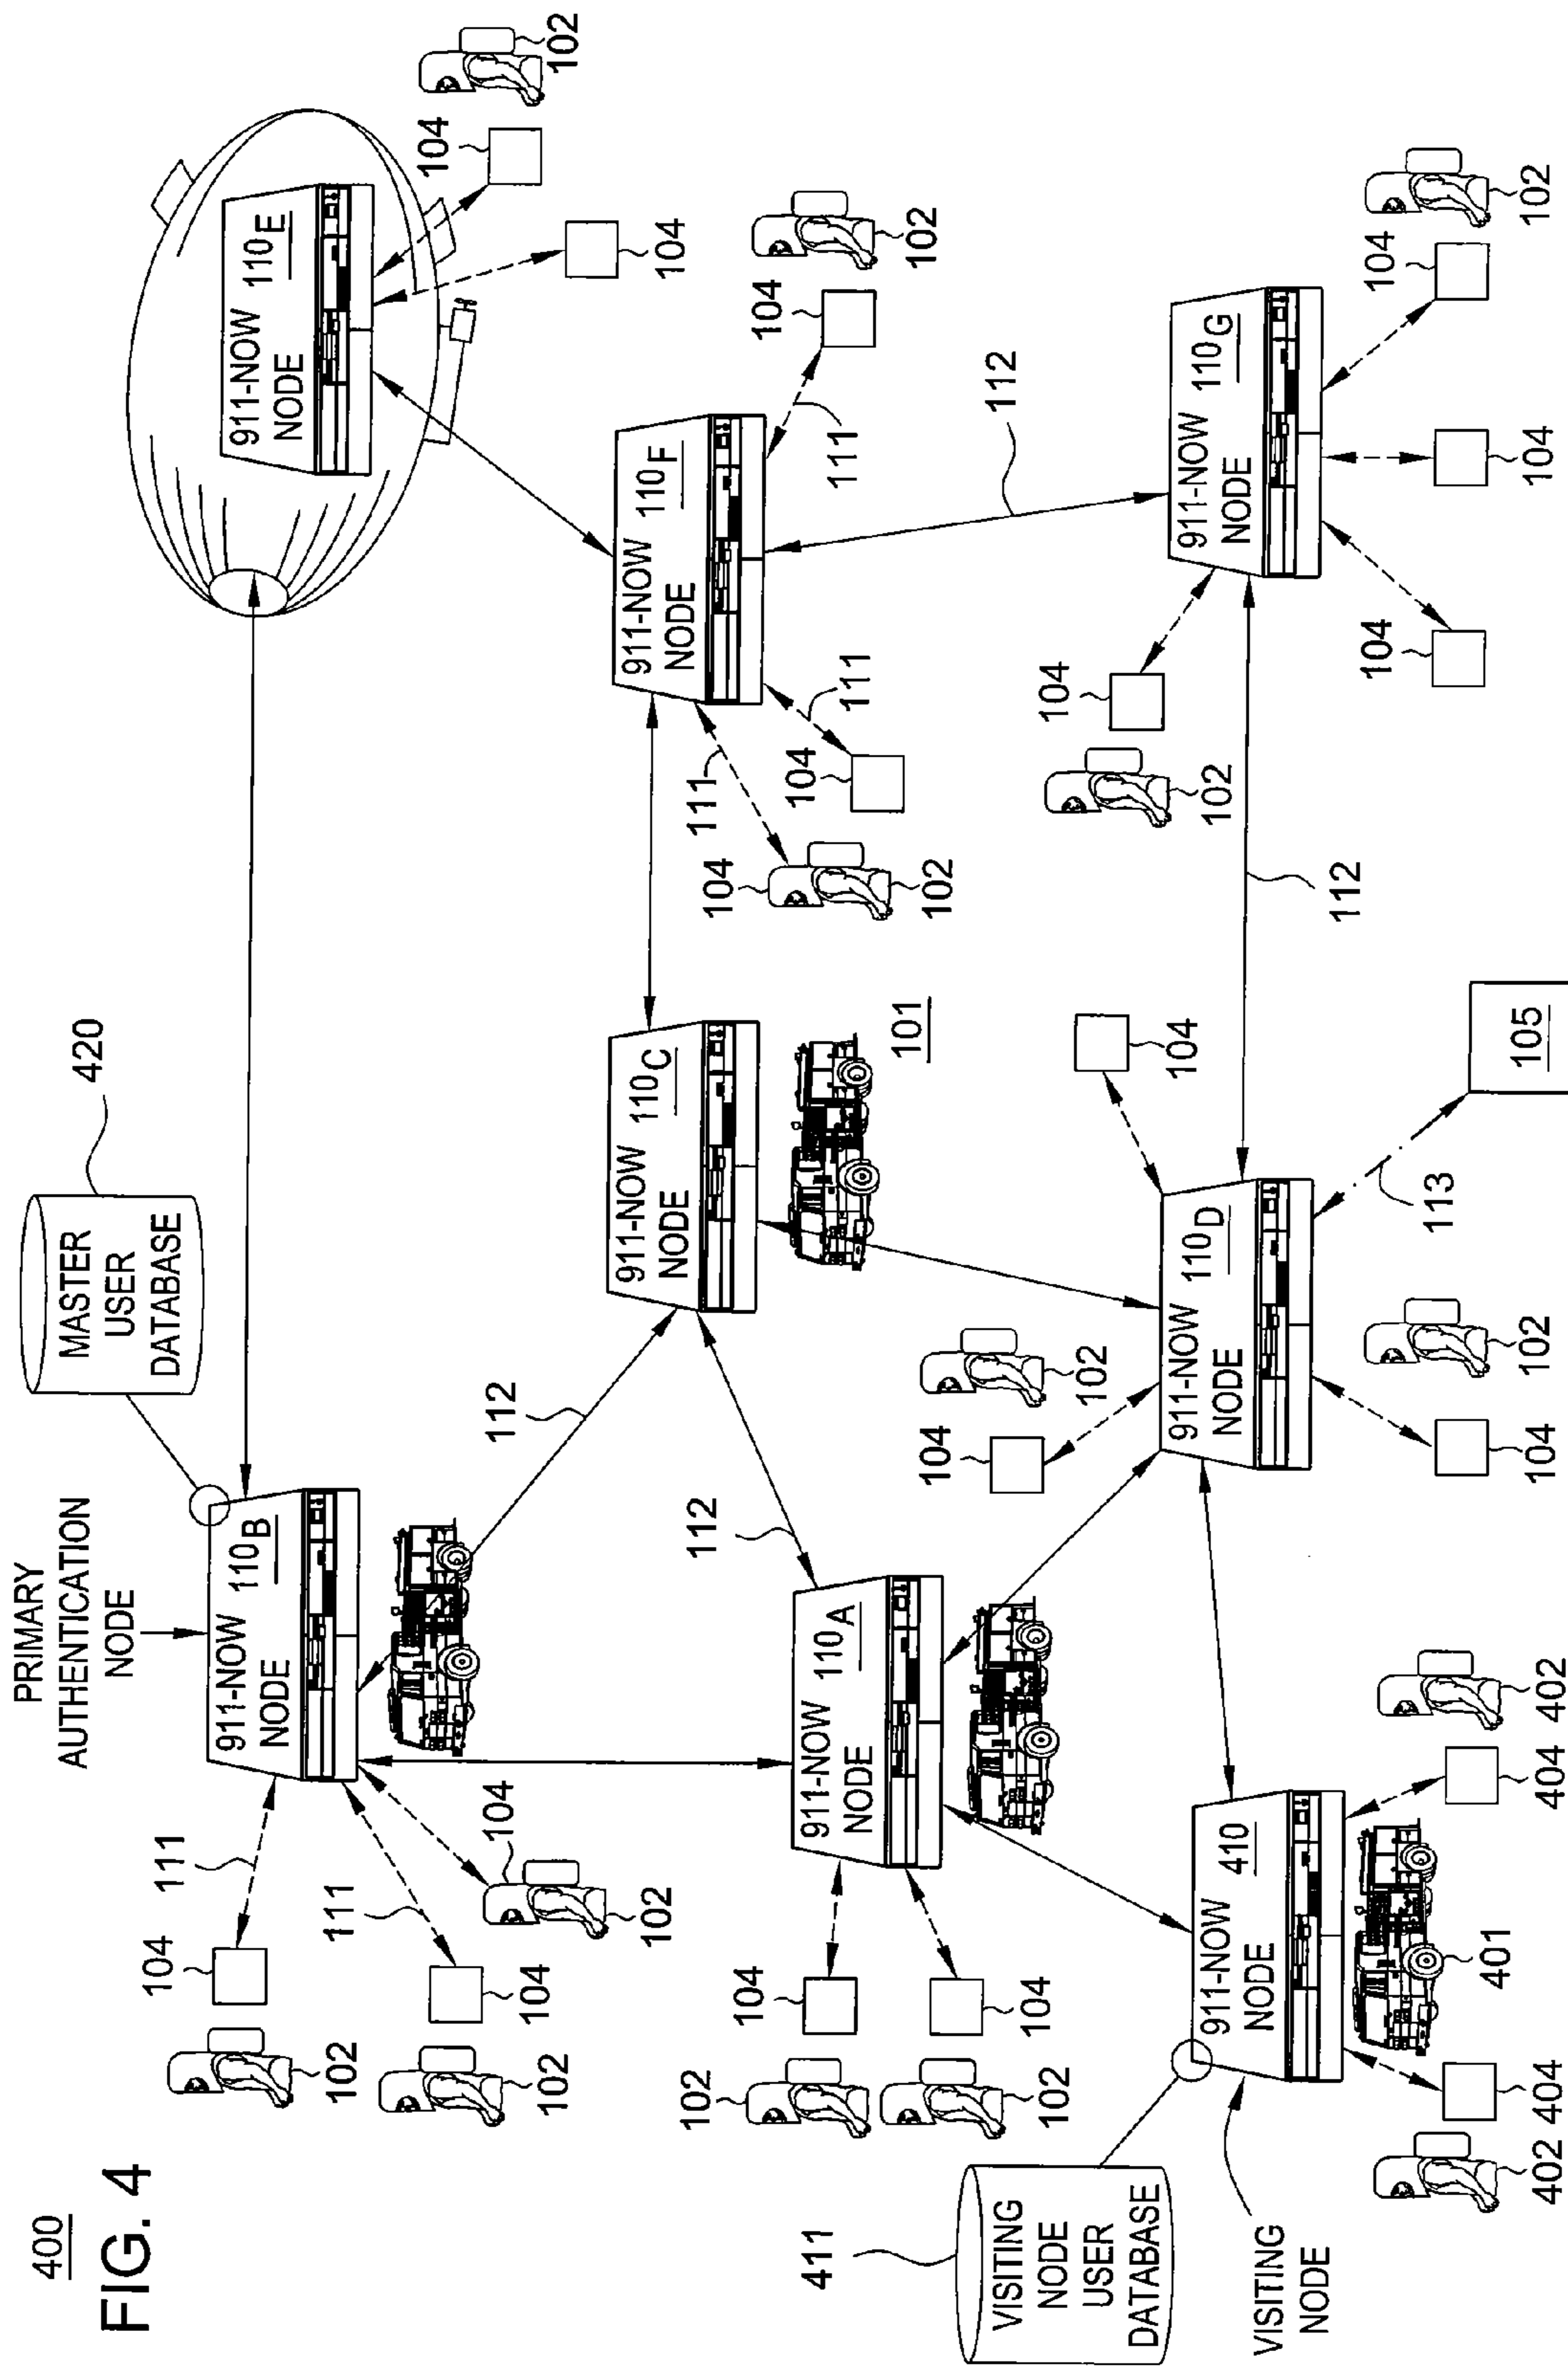 400
FIG. 4
PRIMARY
AUTHENTICATION
NODE
MASTER
USER
DATABASE
420
104
111
102
911-NOW
NODE
110B
911-NOW
NODE
110E
111
104
102
104
102
104
102
104
104
112
112
911-NOW
NODE
110C
911-NOW
NODE
110F
111
104
111
104
102
111
104
102
102
104
102
104
911-NOW
NODE
110A
101
112
411
VISITING
NODE
USER
DATABASE
104
102
104
104
102
VISITING
NODE
911-NOW
NODE
410
911-NOW
NODE
110D
112
911-NOW
NODE
110G
104
102
104
104
113
105
401
402
404
404
402
104
102